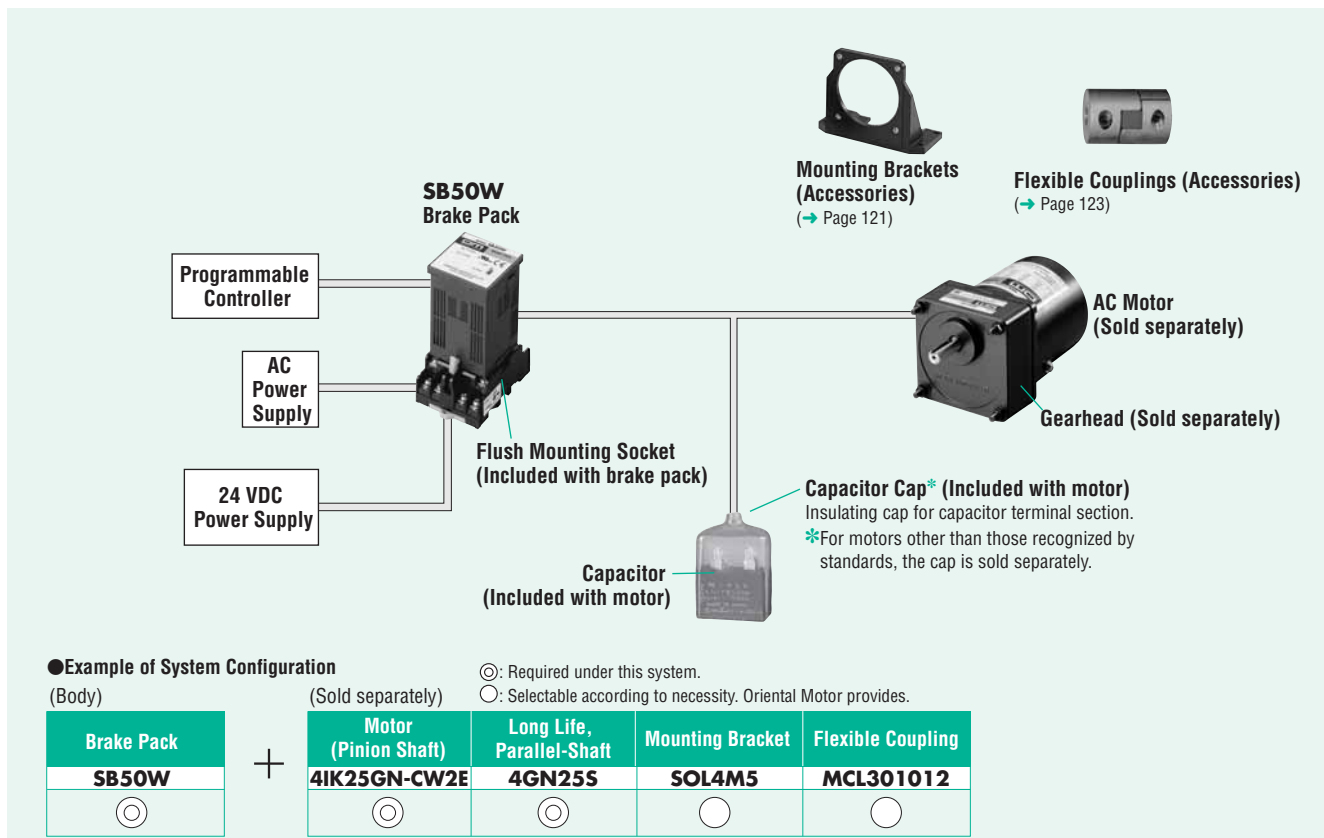 Mounting Brackets
(Accessories)
(→ Page 121)
Flexible Couplings (Accessories)
(→ Page 123)
SB50W
Brake Pack
Programmable
Controller
AC
Power
Supply
24 VDC
Power Supply
AC Motor
(Sold separately)
Gearhead (Sold separately)
Flush Mounting Socket
(Included with brake pack)
Capacitor Cap* (Included with motor)
Insulating cap for capacitor terminal section.
*For motors other than those recognized by
standards, the cap is sold separately.
Capacitor
(Included with motor)
●Example of System Configuration
◎: Required under this system.
(Body)
(Sold separately)
○: Selectable according to necessity. Oriental Motor provides.
Brake Pack
SB50W
◎
+
Motor
(Pinion Shaft)
Long Life,
Parallel-Shaft
Mounting Bracket
Flexible Coupling
4IK25GN-CW2E
4GN25S
SOL4M5
MCL301012
◎
◎
○
○